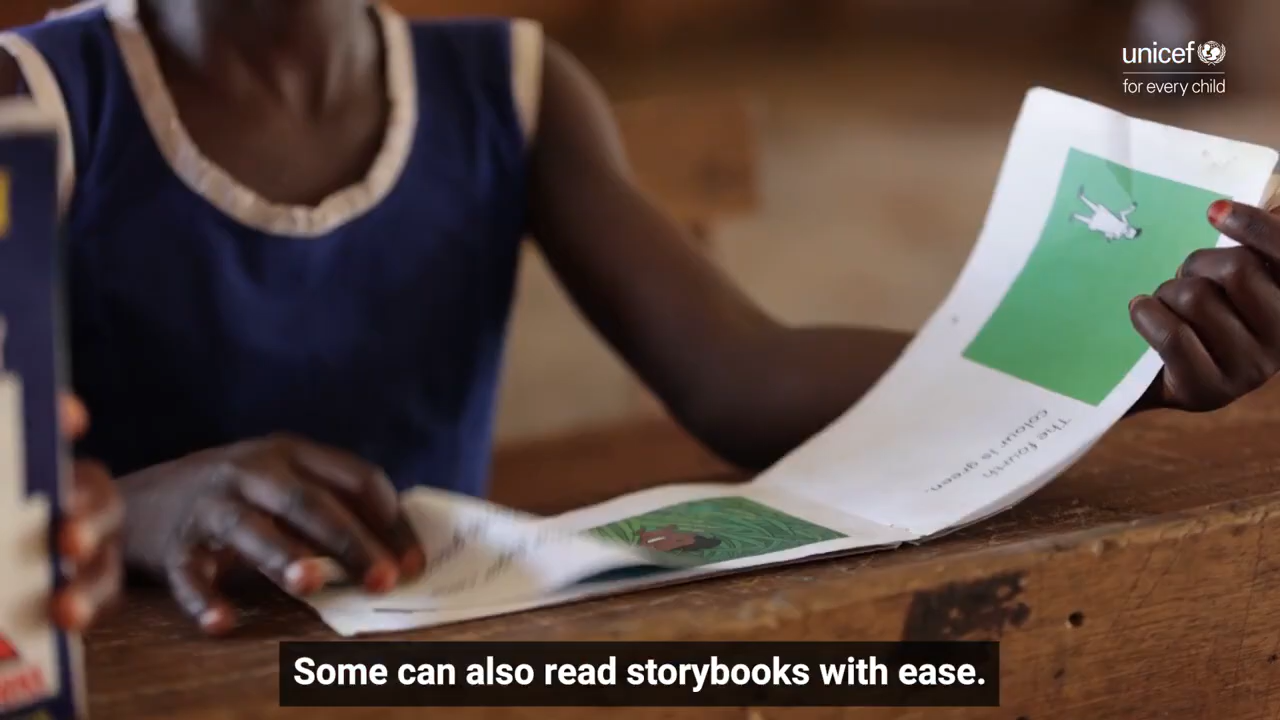 unicef
for every child
The fourth
colour is green.
Some can also read storybooks with ease.